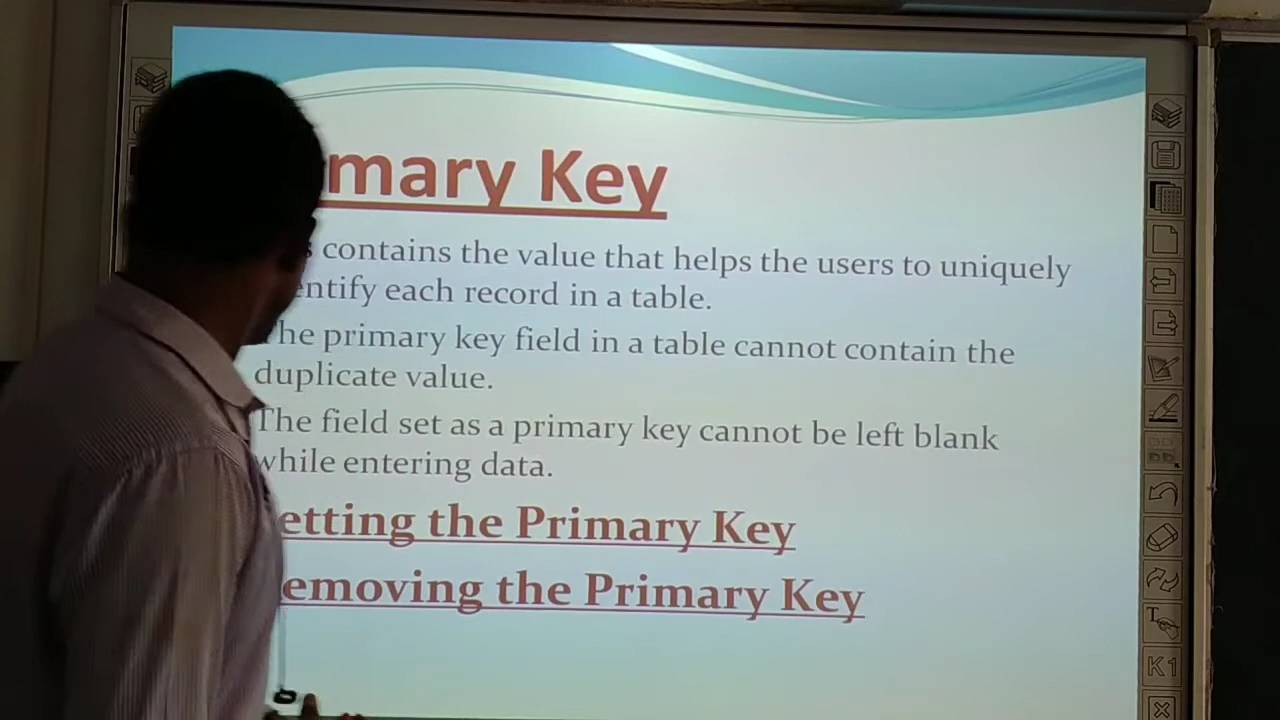 mary Key
contains the value that helps the users to uniquely
entify each record in a table.
The primary key field in a table cannot contain the
duplicate value.
The field set as a primary key cannot be left blank
while entering data.
etting the Primary Key
emoving the Primary Key
T
K1